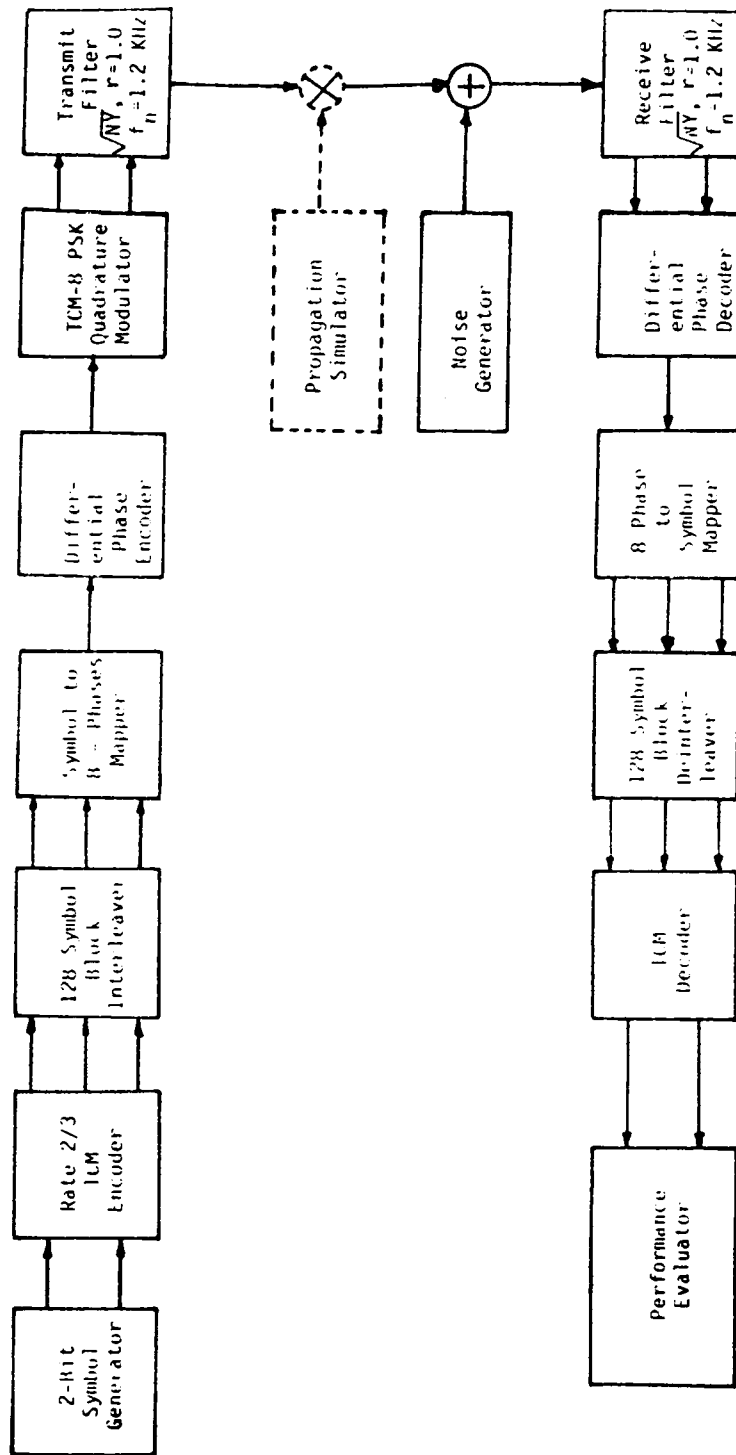 2-Bit
Symbol
Generator
Rate 2/3
TCM
Encoder
128 Symbol
Block
Interleaver
Symbol to
8 - Phases
Mapper
Differ-
ential
Phase
Encoder
TCM-8 PSK
Quadrature
Modulator
Transmit
Filter
√NY, r=1.0
f_n=1.2 KHz
Propagation
Simulator
Noise
Generator
Receive
Filter
√NY, r=1.0
f_n-1.2 KHz
Differ-
ential
Phase
Decoder
8 Phase
to
Symbol
Mapper
128 Symbol
Block
Deinter-
leaver
TCM
Decoder
Performance
Evaluator